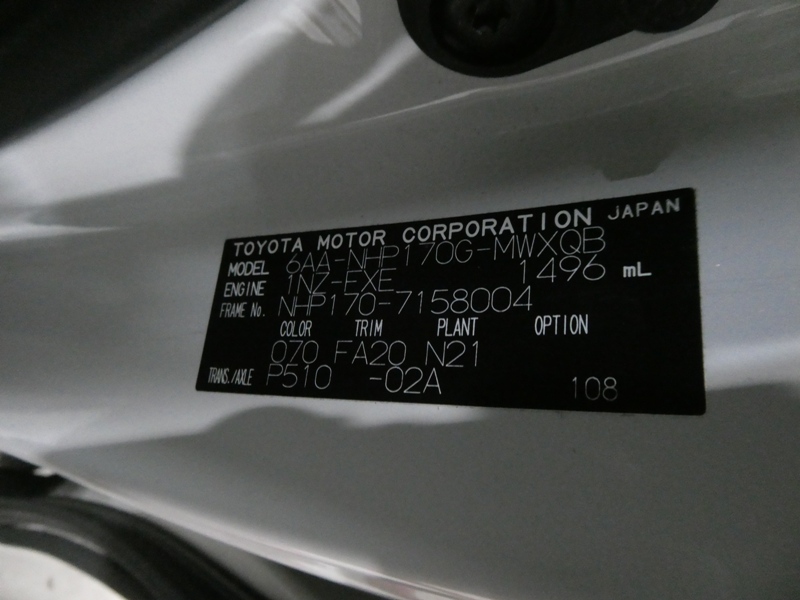 TOYOTA MOTOR CORPORATION JAPAN
MODEL 6AA-NHP170G-MWXQB
ENGINE 1NZ-EXE 1496 mL
FRAME No. NHP170-7158004
COLOR TRIM PLANT OPTION
070 FA20 N21
TRANS./AXLE P510 -02A 108